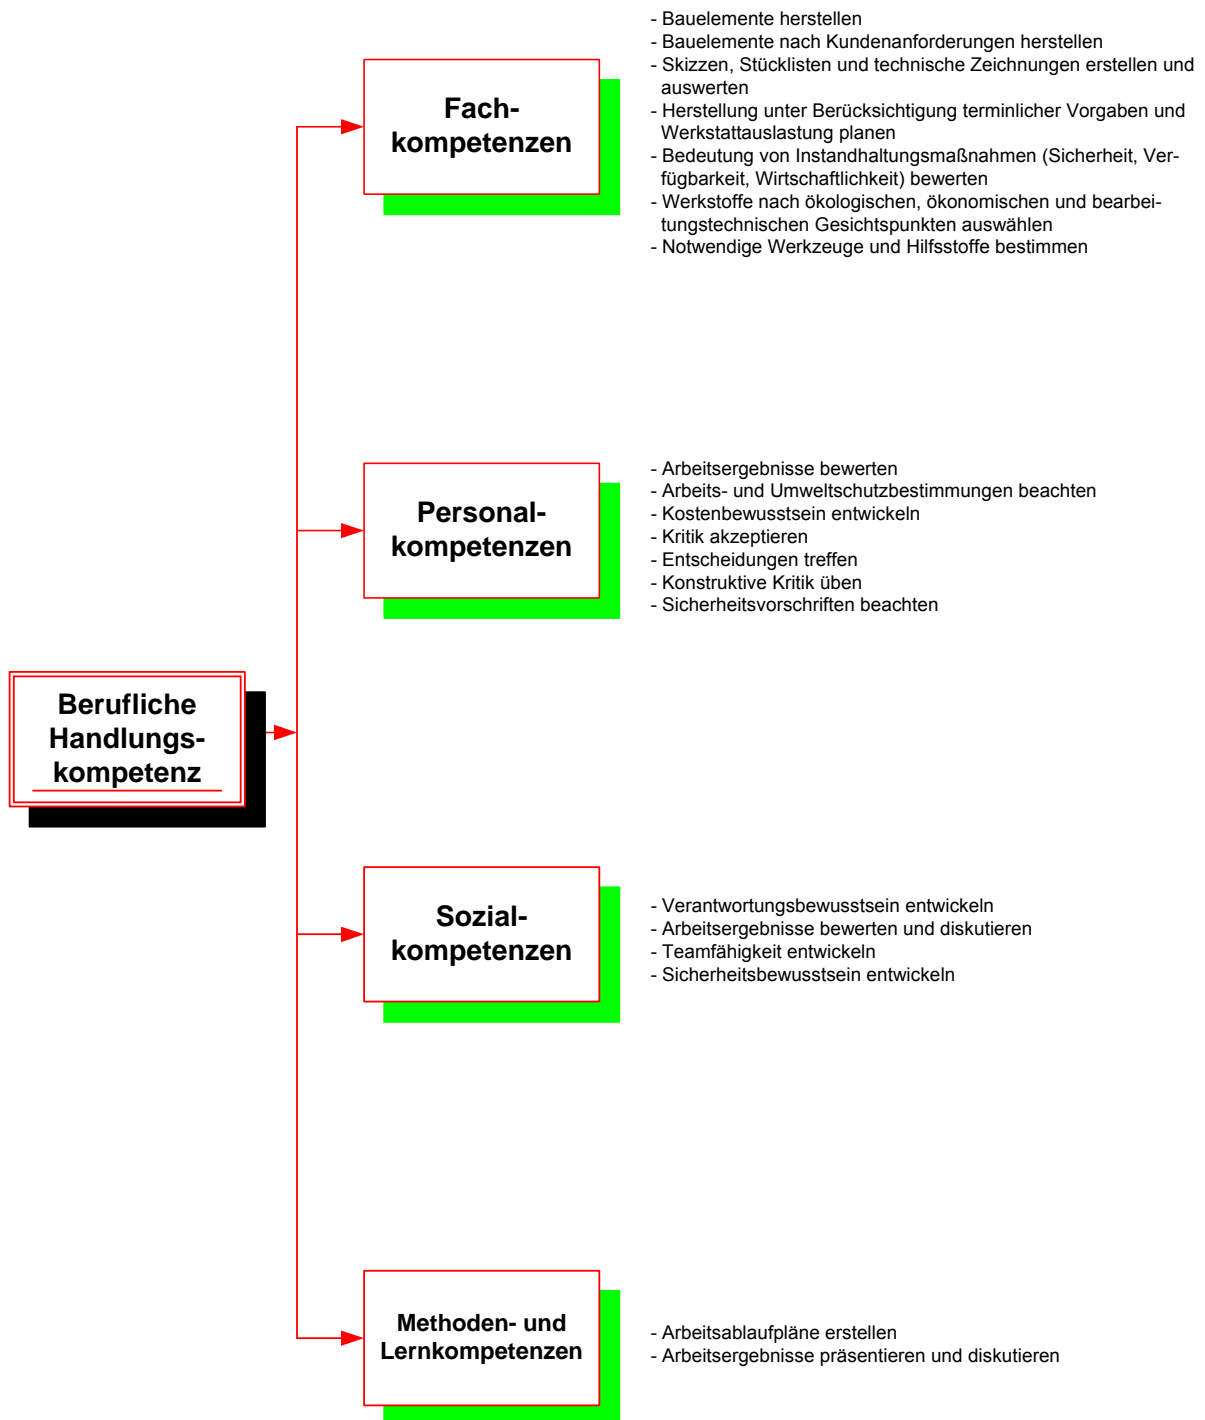 - Bauelemente herstellen
- Bauelemente nach Kundenanforderungen herstellen
- Skizzen, Stücklisten und technische Zeichnungen erstellen und
auswerten
- Herstellung unter Berücksichtigung terminlicher Vorgaben und
Werkstattauslastung planen
- Bedeutung von Instandhaltungsmaßnahmen (Sicherheit, Ver-
fügbarkeit, Wirtschaftlichkeit) bewerten
- Werkstoffe nach ökologischen, ökonomischen und bearbei-
tungstechnischen Gesichtspunkten auswählen
- Notwendige Werkzeuge und Hilfsstoffe bestimmen
Fach-
kompetenzen
- Arbeitsergebnisse bewerten
- Arbeits- und Umweltschutzbestimmungen beachten
- Kostenbewusstsein entwickeln
- Kritik akzeptieren
- Entscheidungen treffen
- Konstruktive Kritik üben
- Sicherheitsvorschriften beachten
Personal-
kompetenzen
Berufliche
Handlungs-
kompetenz
Sozial-
kompetenzen
- Verantwortungsbewusstsein entwickeln
- Arbeitsergebnisse bewerten und diskutieren
- Teamfähigkeit entwickeln
- Sicherheitsbewusstsein entwickeln
Methoden- und
Lernkompetenzen
- Arbeitsablaufpläne erstellen
- Arbeitsergebnisse präsentieren und diskutieren